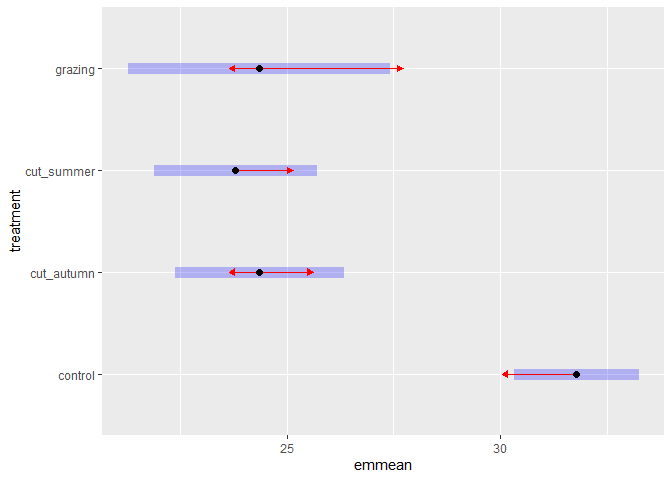 grazing
cut_summer
cut_autumn
control
treatment
25
30
emmean